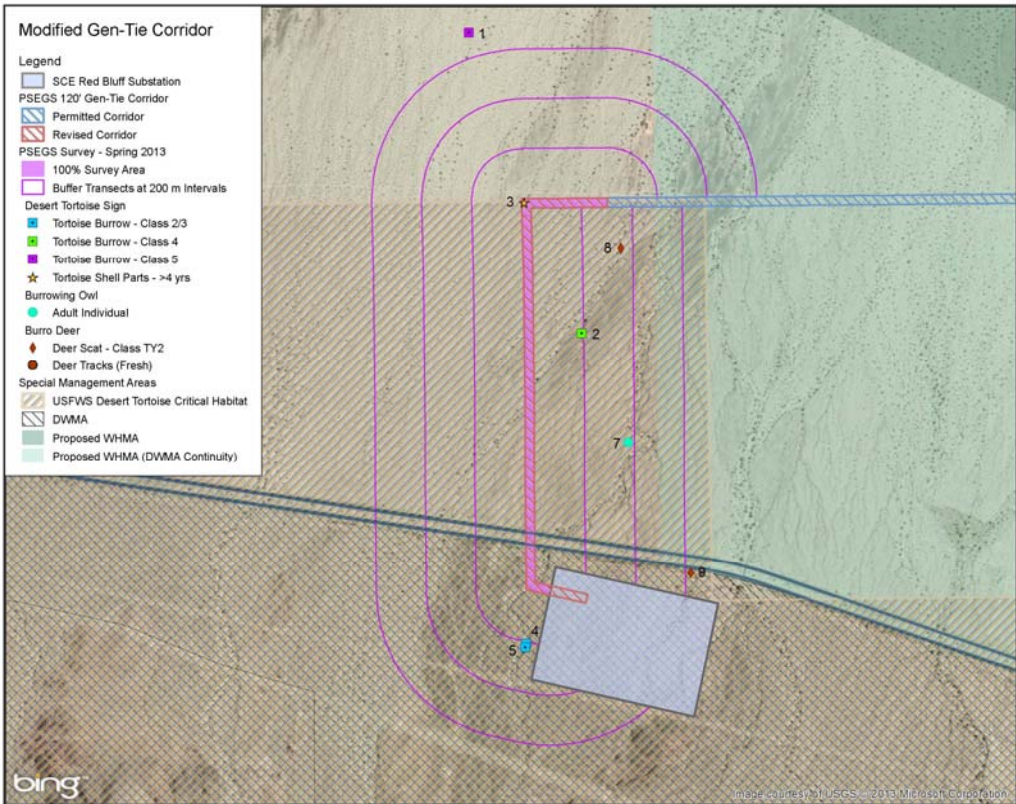 Modified Gen-Tie Corridor
Legend
SCE Red Bluff Substation
PSEGS 120' Gen-Tie Corridor
Permitted Corridor
Revised Corridor
PSEGS Survey - Spring 2013
100% Survey Area
Buffer Transects at 200 m Intervals
Desert Tortoise Sign
Tortoise Burrow - Class 2/3
Tortoise Burrow - Class 4
Tortoise Burrow - Class 5
Tortoise Shell Parts - >4 yrs
Burrowing Owl
Adult Individual
Burro Deer
Deer Scat - Class TY2
Deer Tracks (Fresh)
Special Management Areas
USFWS Desert Tortoise Critical Habitat
DWMA
Proposed WHMA
Proposed WHMA (DWMA Continuity)
1
3
8
2
7
4
5
bing™
Image courtesy of USGS © 2013 Microsoft Corporation